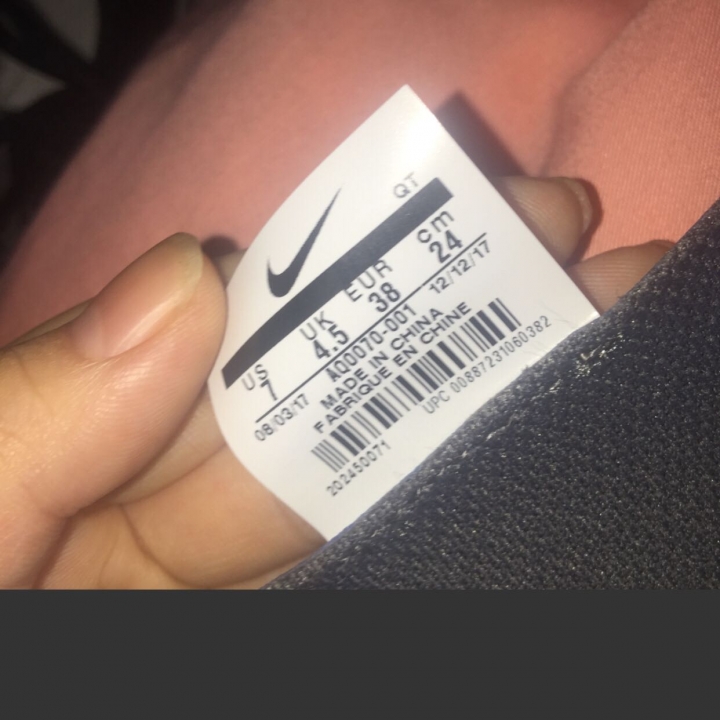 QT
US UK EUR cm
7 4.5 38 24
08/03/17 AQ0070-001 12/12/17
MADE IN CHINA
FABRIQUE EN CHINE
202450071 UPC 00887231060382